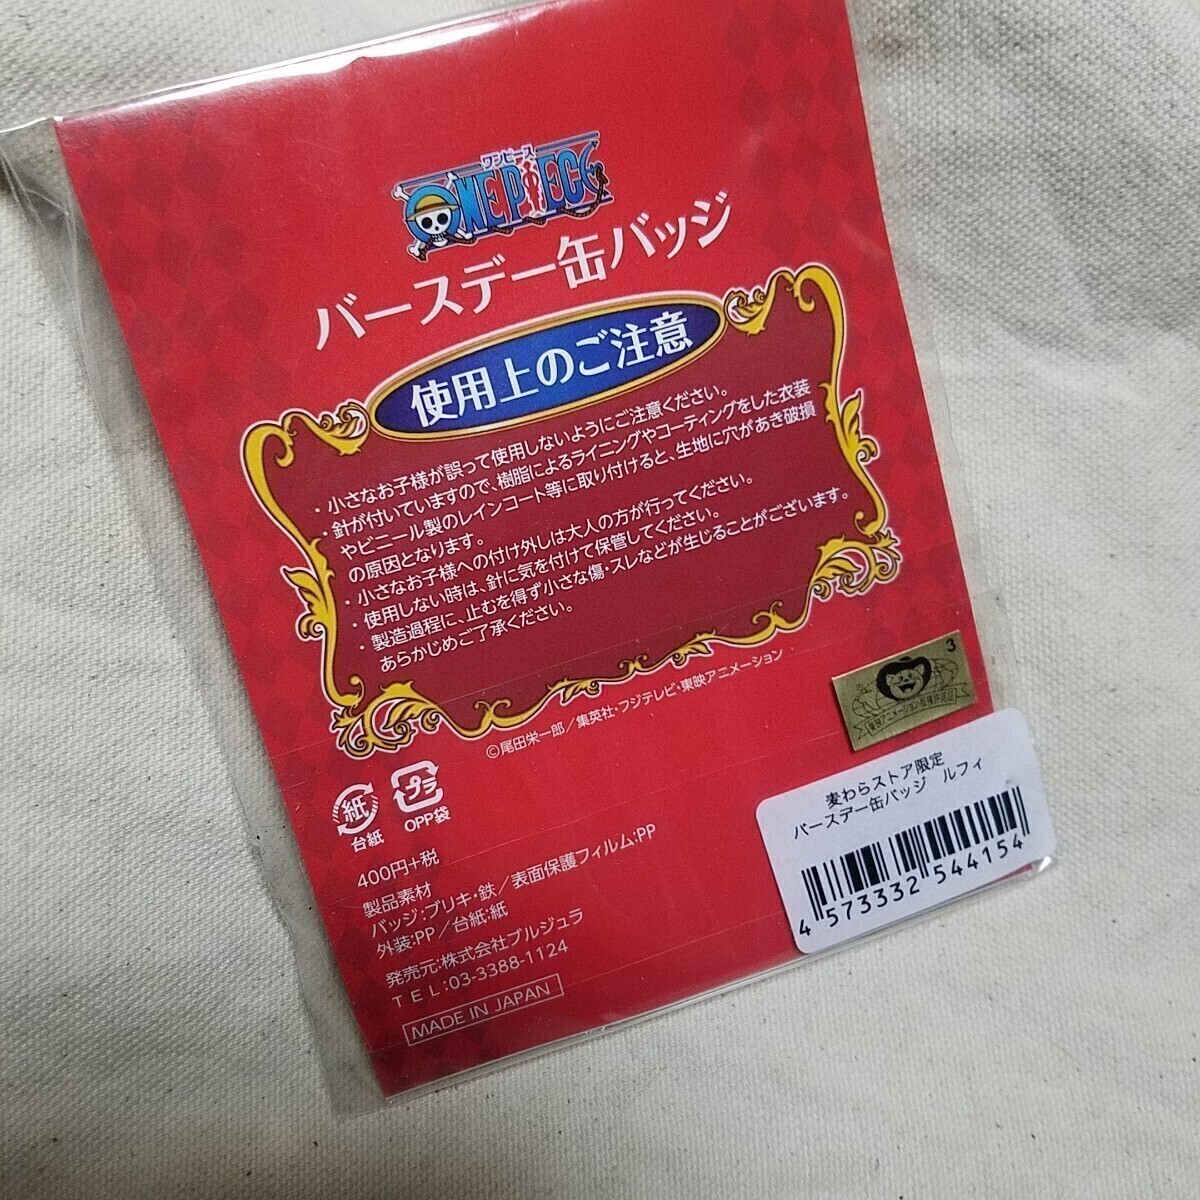 ワンピース
ONE PIECE
バースデー缶バッジ
使用上のご注意
・小さなお子様が誤って使用しないようにご注意ください。
・針が付いていますので、樹脂によるライニングやコーティングをした衣装
やビニール製のレインコート等に取り付けると、生地に穴があき破損
の原因となります。
・小さなお子様への付け外しは大人の方が行ってください。
・使用しない時は、針に気を付けて保管してください。
・製造過程に、止むを得ず小さな傷・スレなどが生じることがございます。
あらかじめご了承ください。
©尾田栄一郎／集英社・フジテレビ・東映アニメーション
3
紙
台紙
プラ
OPP袋
400円+税
製品素材
バッジ:ブリキ・鉄／表面保護フィルム:PP
外装:PP／台紙:紙
発売元:株式会社ブルジュラ
TEL:03-3388-1124
MADE IN JAPAN
麦わらストア限定
バースデー缶バッジ ルフィ
4 573332 544154